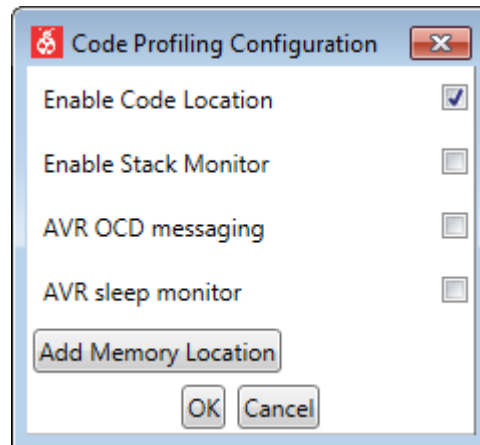 Code Profiling Configuration
Enable Code Location
Enable Stack Monitor
AVR OCD messaging
AVR sleep monitor
Add Memory Location
OK Cancel